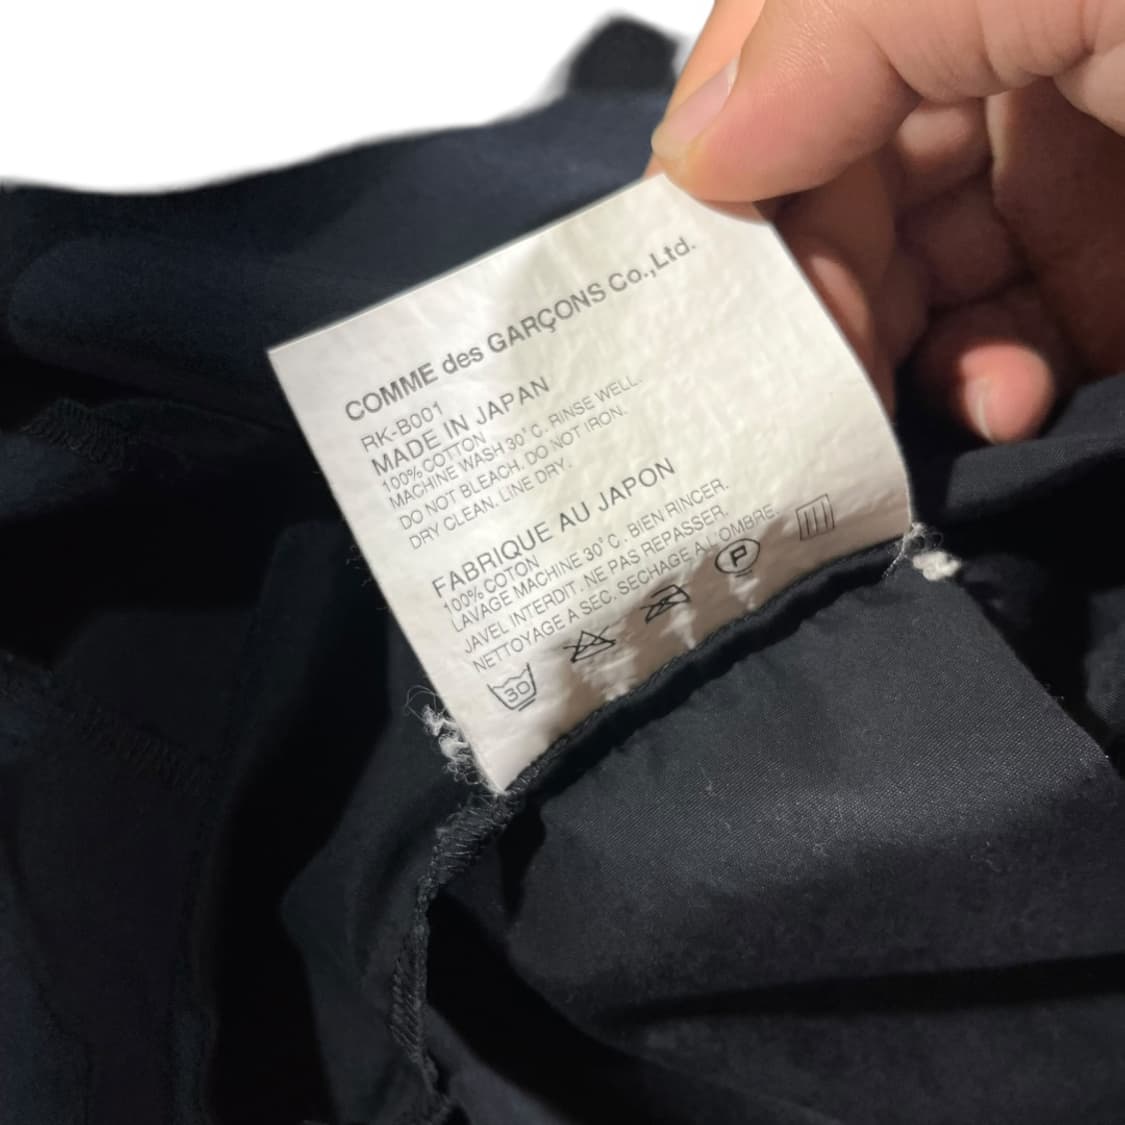 COMME des GARÇONS Co.,Ltd.
RK-B001
MADE IN JAPAN
100% COTTON
MACHINE WASH 30°C. RINSE WELL.
DO NOT BLEACH. DO NOT IRON.
DRY CLEAN. LINE DRY.
FABRIQUE AU JAPON
100% COTON
LAVAGE MACHINE 30°C. BIEN RINCER.
JAVEL INTERDIT. NE PAS REPASSER.
NETTOYAGE A SEC. SECHAGE A L'OMBRE.
30 P